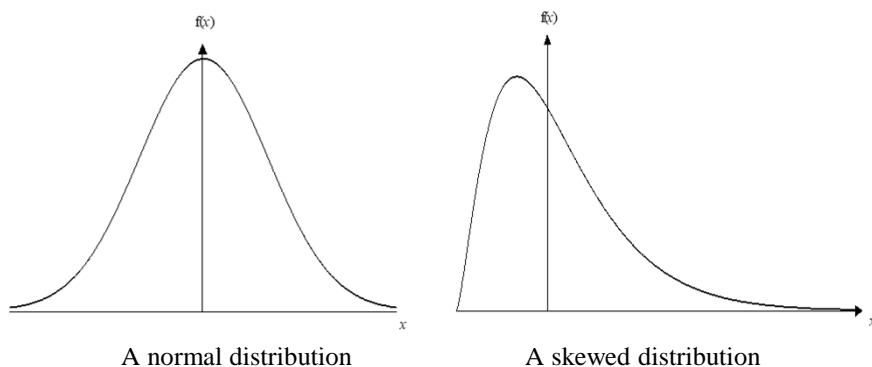 f(x)
f(x)
x
x
A normal distribution
A skewed distribution